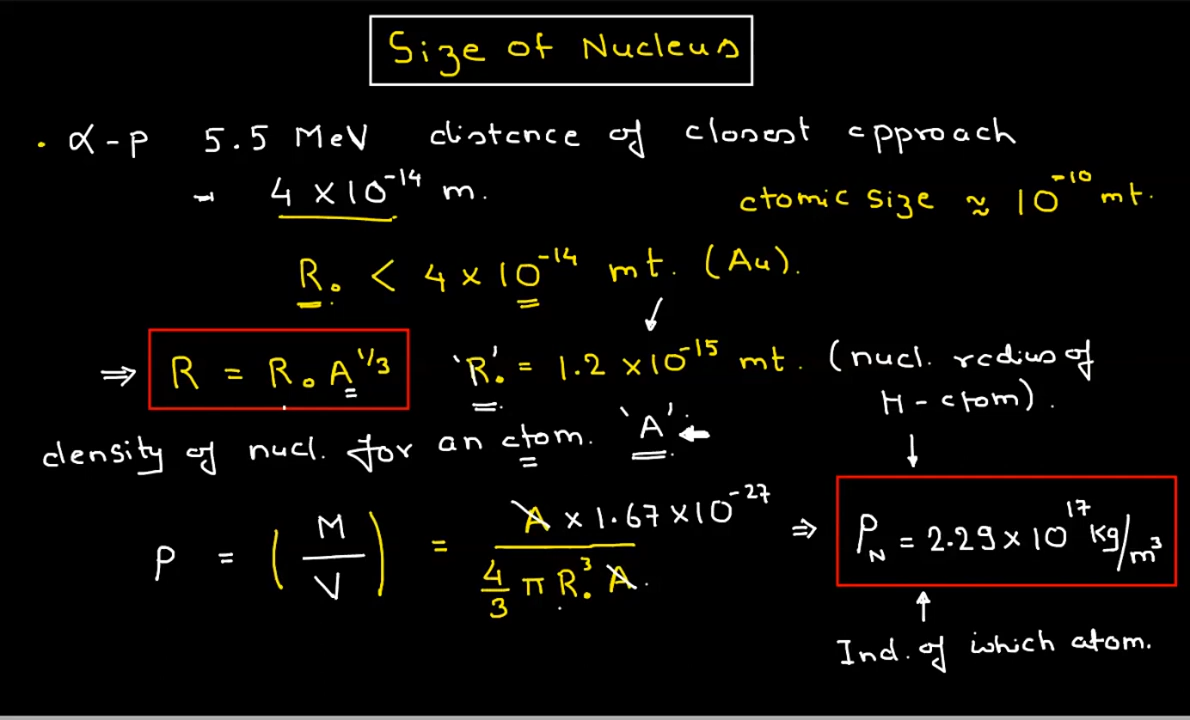 Size of Nucleus
. α-p 5.5 MeV distance of closest approach
→ 4 × 10⁻¹⁴ m.
atomic size ≈ 10⁻¹⁰ mt.
R₀ < 4 × 10⁻¹⁴ mt. (Au).
⇒ R = R₀ A^1/3 'R₀' = 1.2 × 10⁻¹⁵ mt. (nucl. radius of
H-atom).
density of nucl. for an atom. 'A' ←
ρ = (M/V) = A × 1.67 × 10⁻²⁷ / 4/3 π R₀³ A. ⇒ ρ_N = 2.29 × 10¹⁷ kg/m³
Ind. of which atom.